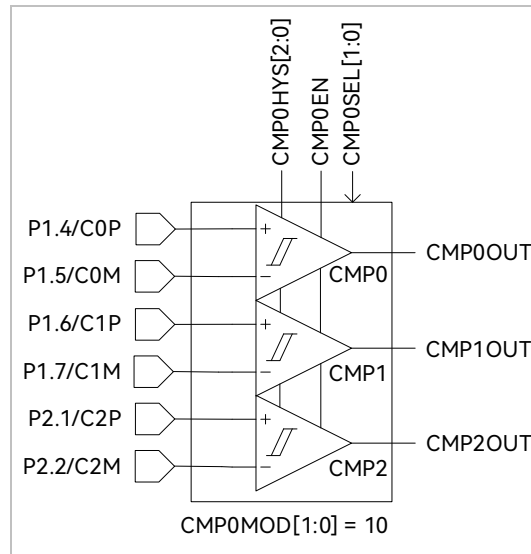 CMP0HYS[2:0]
CMP0EN
CMP0SEL[1:0]
P1.4/C0P
+
CMP0OUT
P1.5/C0M
−
CMP0
P1.6/C1P
+
CMP1OUT
P1.7/C1M
−
CMP1
P2.1/C2P
+
CMP2OUT
P2.2/C2M
−
CMP2
CMP0MOD[1:0] = 10